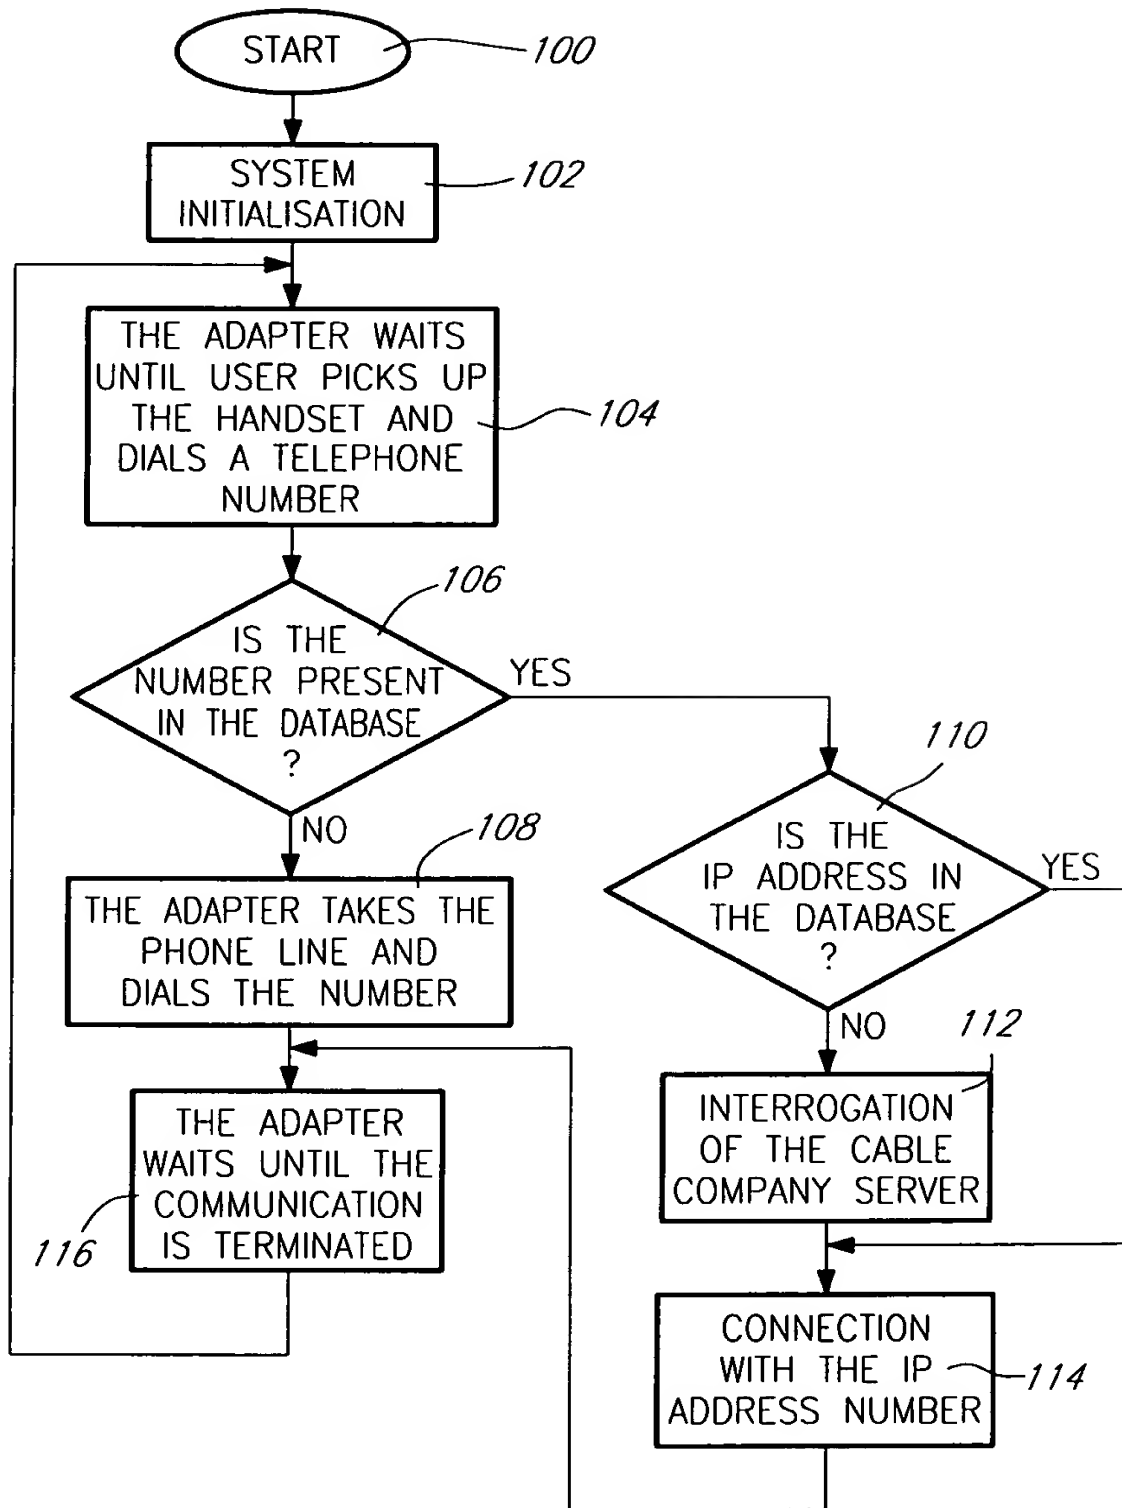 START
100
SYSTEM
INITIALISATION
102
THE ADAPTER WAITS
UNTIL USER PICKS UP
THE HANDSET AND
DIALS A TELEPHONE
NUMBER
104
106
IS THE
NUMBER PRESENT
IN THE DATABASE
?
YES
NO
110
IS THE
IP ADDRESS IN
THE DATABASE
?
YES
NO
108
THE ADAPTER TAKES THE
PHONE LINE AND
DIALS THE NUMBER
112
INTERROGATION
OF THE CABLE
COMPANY SERVER
THE ADAPTER
WAITS UNTIL THE
COMMUNICATION
IS TERMINATED
116
CONNECTION
WITH THE IP
ADDRESS NUMBER
114